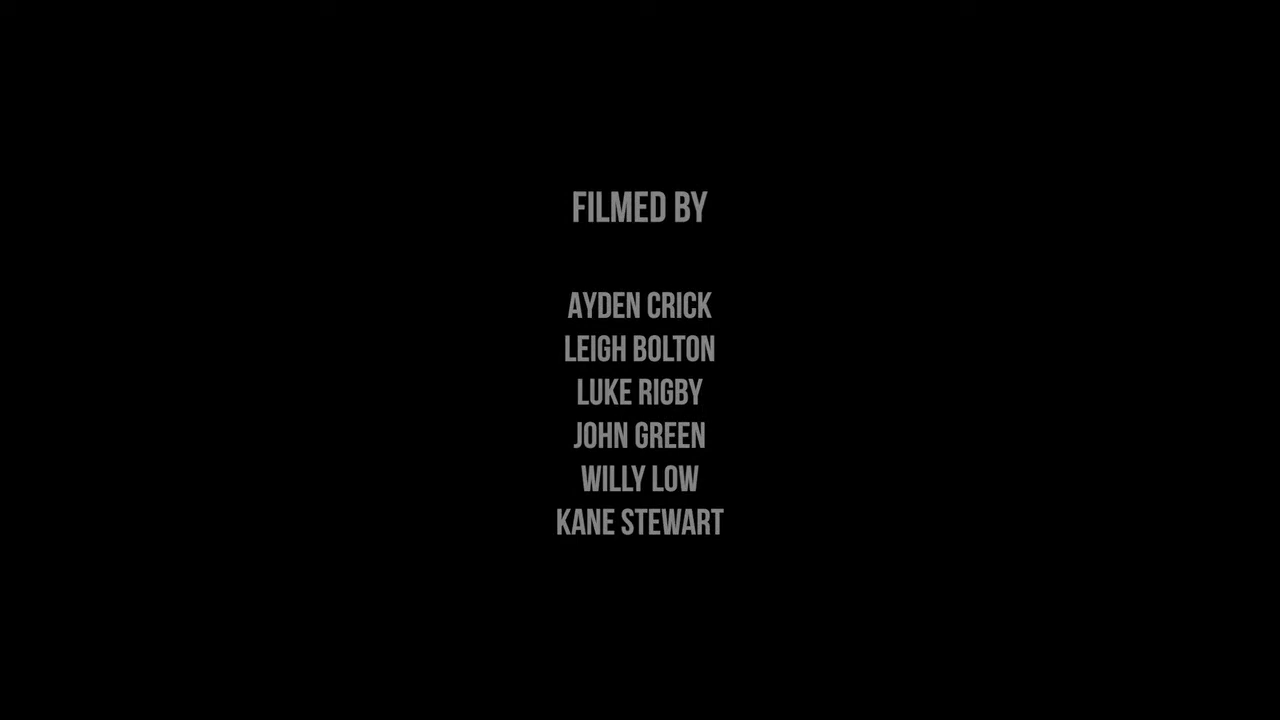 FILMED BY
AYDEN CRICK
LEIGH BOLTON
LUKE RIGBY
JOHN GREEN
WILLY LOW
KANE STEWART